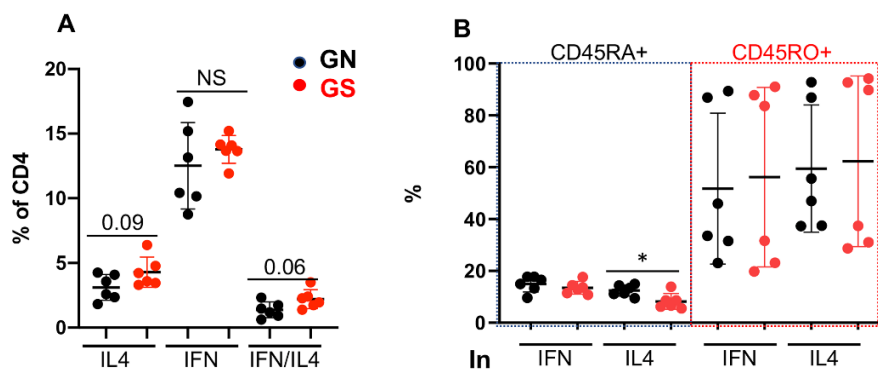 A
GN
GS
20
15
10
5
0
% of CD4
0.09
NS
0.06
IL4
IFN
IFN/IL4
B
CD45RA+
CD45RO+
100
80
60
40
20
10
0
%
*
In
IFN
IL4
IFN
IL4